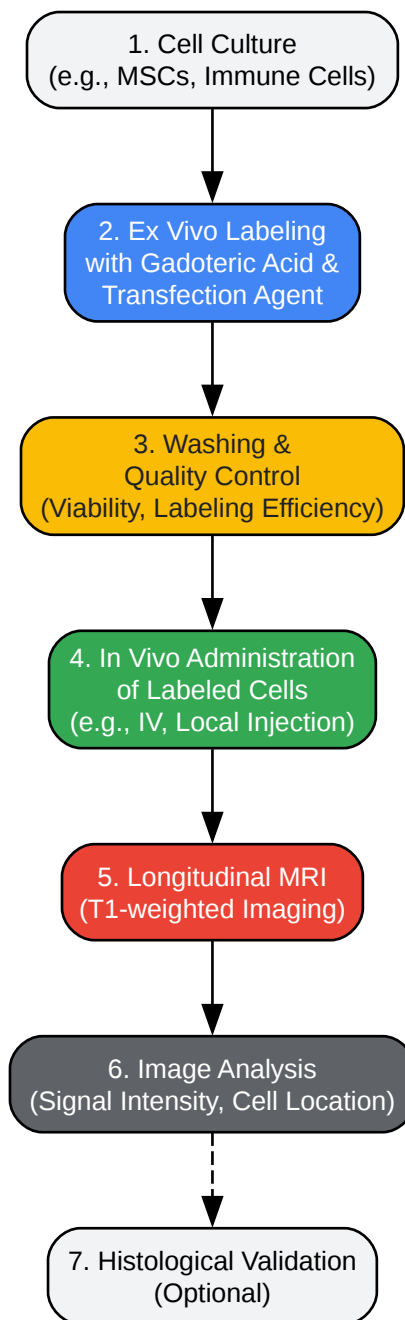 1. Cell Culture
(e.g., MSCs, Immune Cells)
2. Ex Vivo Labeling
with Gadoteric Acid &
Transfection Agent
3. Washing &
Quality Control
(Viability, Labeling Efficiency)
4. In Vivo Administration
of Labeled Cells
(e.g., IV, Local Injection)
5. Longitudinal MRI
(T1-weighted Imaging)
6. Image Analysis
(Signal Intensity, Cell Location)
7. Histological Validation
(Optional)